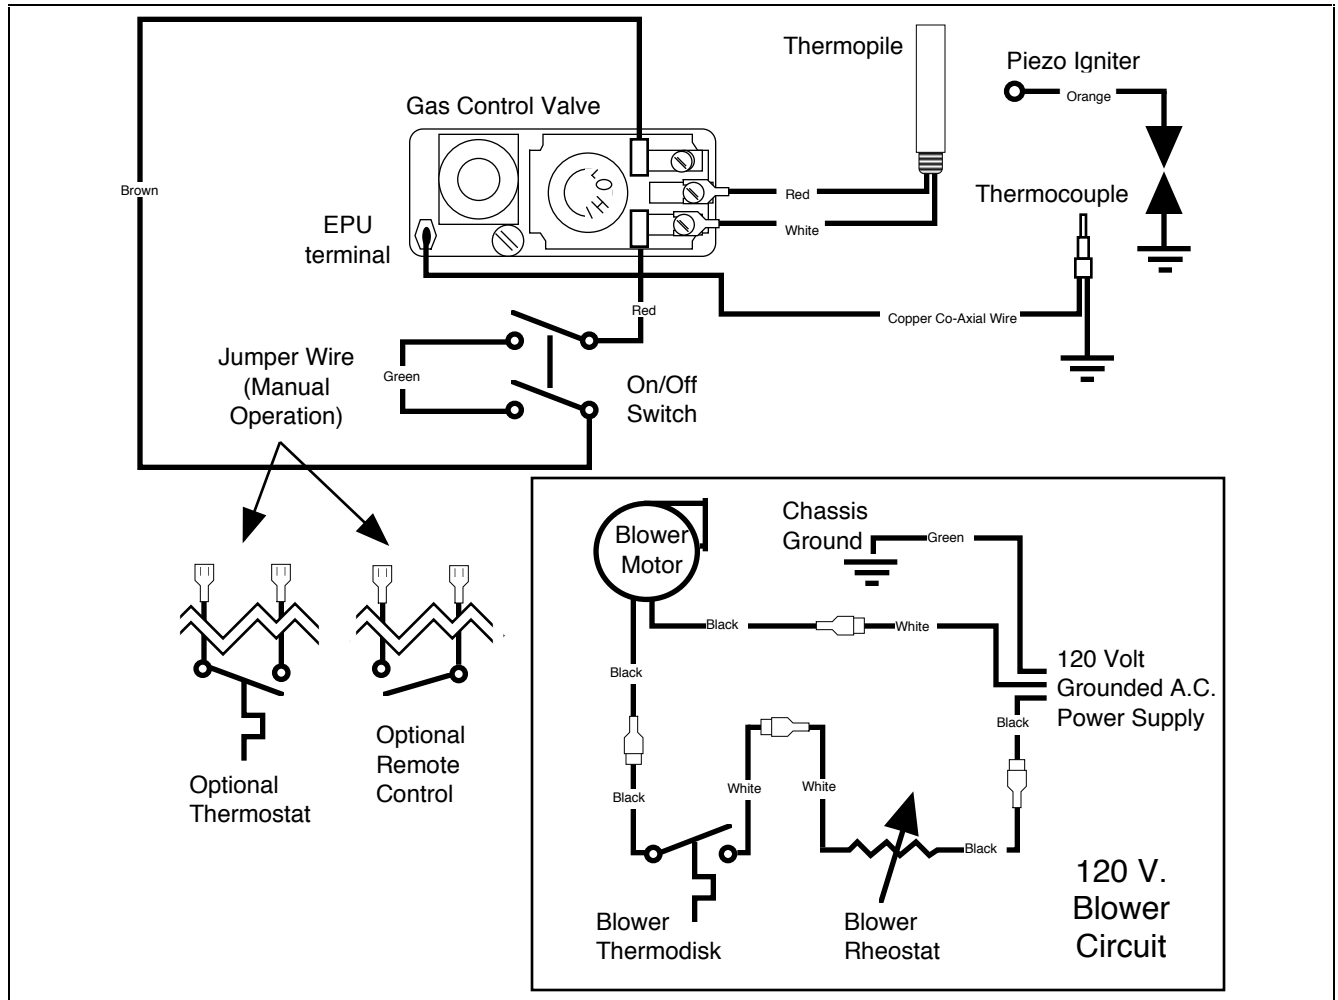 Thermopile
Piezo Igniter
Orange
Gas Control Valve
Brown
Thermocouple
Red
EPU
terminal
White
Red
Copper Co-Axial Wire
Jumper Wire
(Manual
Operation)
Green
On/Off
Switch
Blower
Motor
Chassis
Ground
Green
Black
White
120 Volt
Grounded A.C.
Power Supply
Black
Black
Optional
Remote
Control
Optional
Thermostat
Black
White
White
Black
Blower
Thermodisk
Blower
Rheostat
120 V.
Blower
Circuit